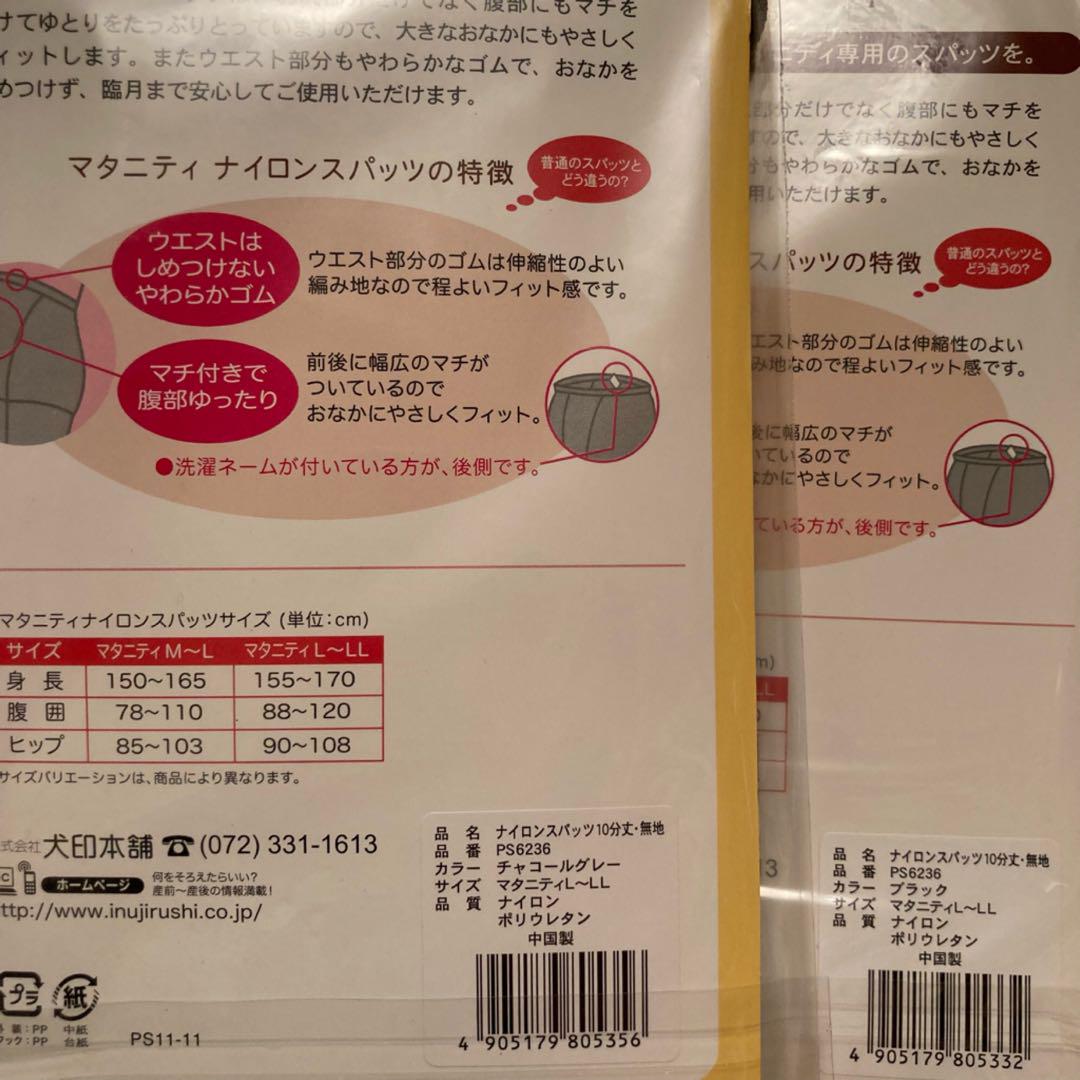 でなく腹部にもマチを
けてゆとりをたっぷりとっていますので、大きなおなかにもやさしく
ィットします。またウエスト部分もやわらかなゴムで、おなかを
めつけず、臨月まで安心してご使用いただけます。
マタニティ ナイロンスパッツの特徴
普通のスパッツと
どう違うの?
ウエストは
しめつけない
やわらかゴム
ウエスト部分のゴムは伸縮性のよい
編み地なので程よいフィット感です。
マチ付きで
腹部ゆったり
前後に幅広のマチが
ついているので
おなかにやさしくフィット。
●洗濯ネームが付いている方が、後側です。
マタニティナイロンスパッツサイズ (単位:cm)
サイズ マタニティM〜L マタニティL〜LL
身 長 150〜165 155〜170
腹 囲 78〜110 88〜120
ヒップ 85〜103 90〜108
サイズバリエーションは、商品により異なります。
式会社 犬印本舗 ☎(072) 331-1613
ホームページ
何をそろえたらいい?
産前〜産後の情報満載!
http://www.inujirushi.co.jp/
プラ
紙
装:PP
ック:PP
中紙
台紙
PS11-11
品 名 ナイロンスパッツ10分丈・無地
品 番 PS6236
カラー チャコールグレー
サイズ マタニティL〜LL
品 質 ナイロン
ポリウレタン
中国製
4 905179 805356
ニティ専用のスパッツを。
部分だけでなく腹部にもマチを
すので、大きなおなかにもやさしく
分もやわらかなゴムで、おなかを
用いただけます。
スパッツの特徴
普通のスパッツと
どう違うの?
エスト部分のゴムは伸縮性のよい
み地なので程よいフィット感です。
後に幅広のマチが
いているので
なかにやさしくフィット。
ている方が、後側です。
m)
LL
13
品 名 ナイロンスパッツ10分丈・無地
品 番 PS6236
カラー ブラック
サイズ マタニティL〜LL
品 質 ナイロン
ポリウレタン
中国製
4 905179 805332